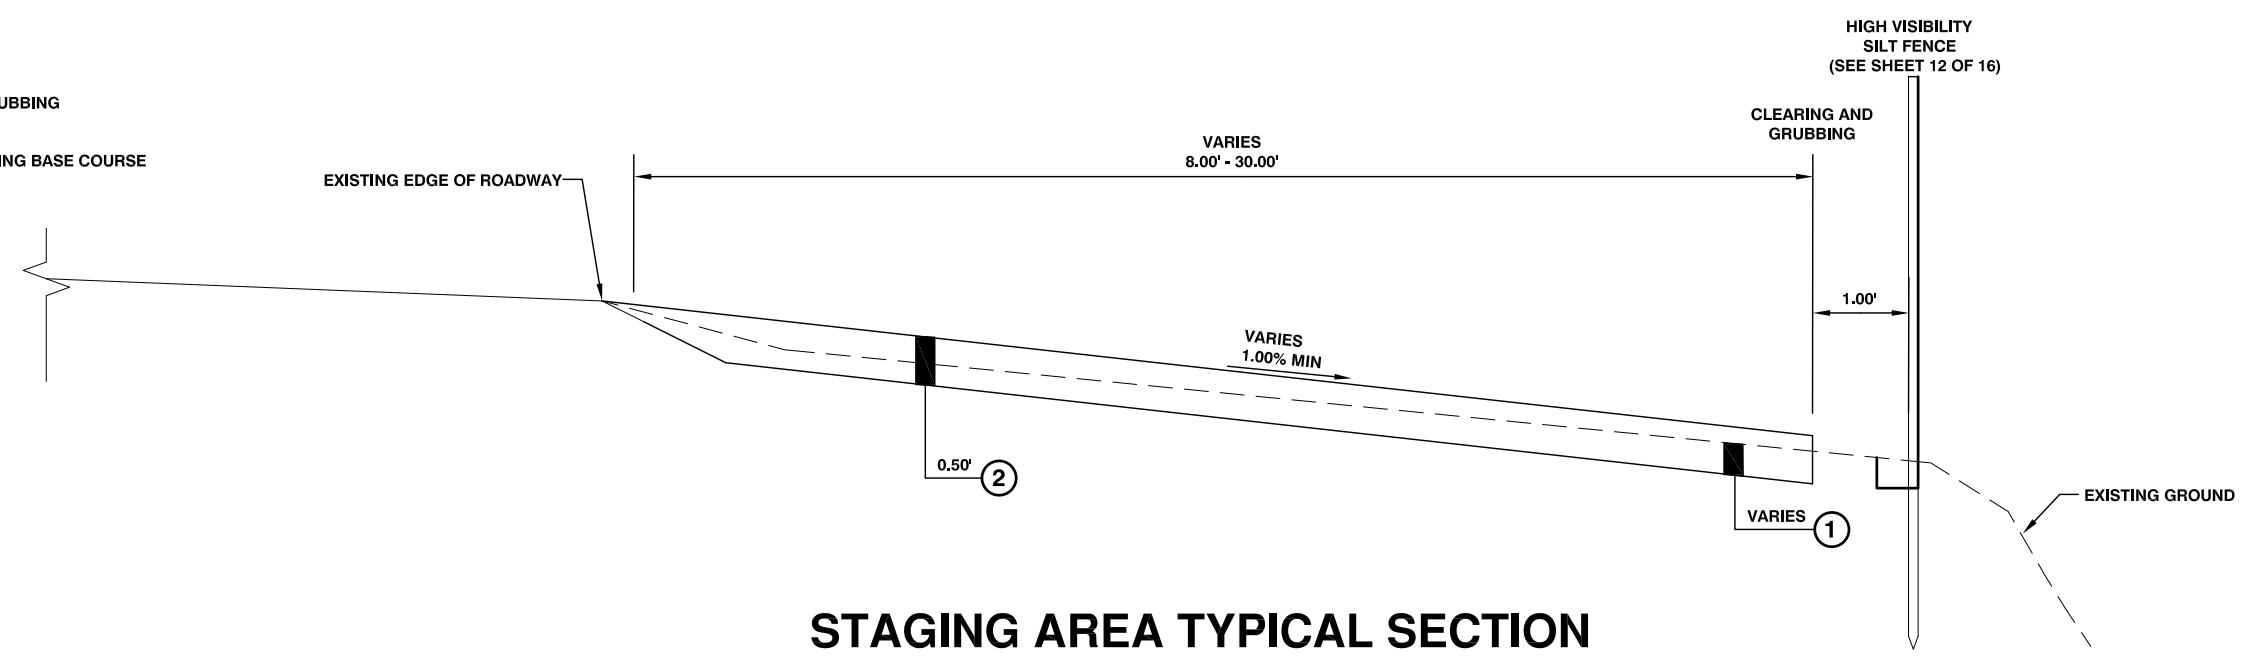 HIGH VISIBILITY
SILT FENCE
(SEE SHEET 12 OF 16)
UBBING
CLEARING AND
GRUBBING
VARIES
8.00' - 30.00'
ING BASE COURSE
EXISTING EDGE OF ROADWAY
1.00'
VARIES
1.00% MIN
0.50'
2
EXISTING GROUND
VARIES
1
STAGING AREA TYPICAL SECTION